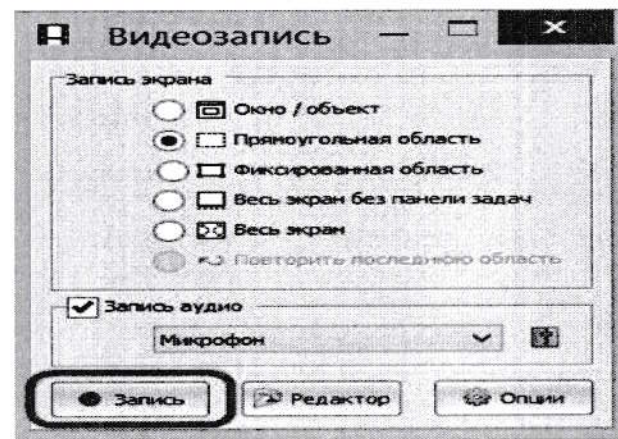 Видеозапись
Запись экрана
Окно / объект
Прямоугольная область
Фиксированная область
Весь экран без панели задач
Весь экран
Повторить последнюю область
Запись аудио
Микрофон
Запись Редактор Опции